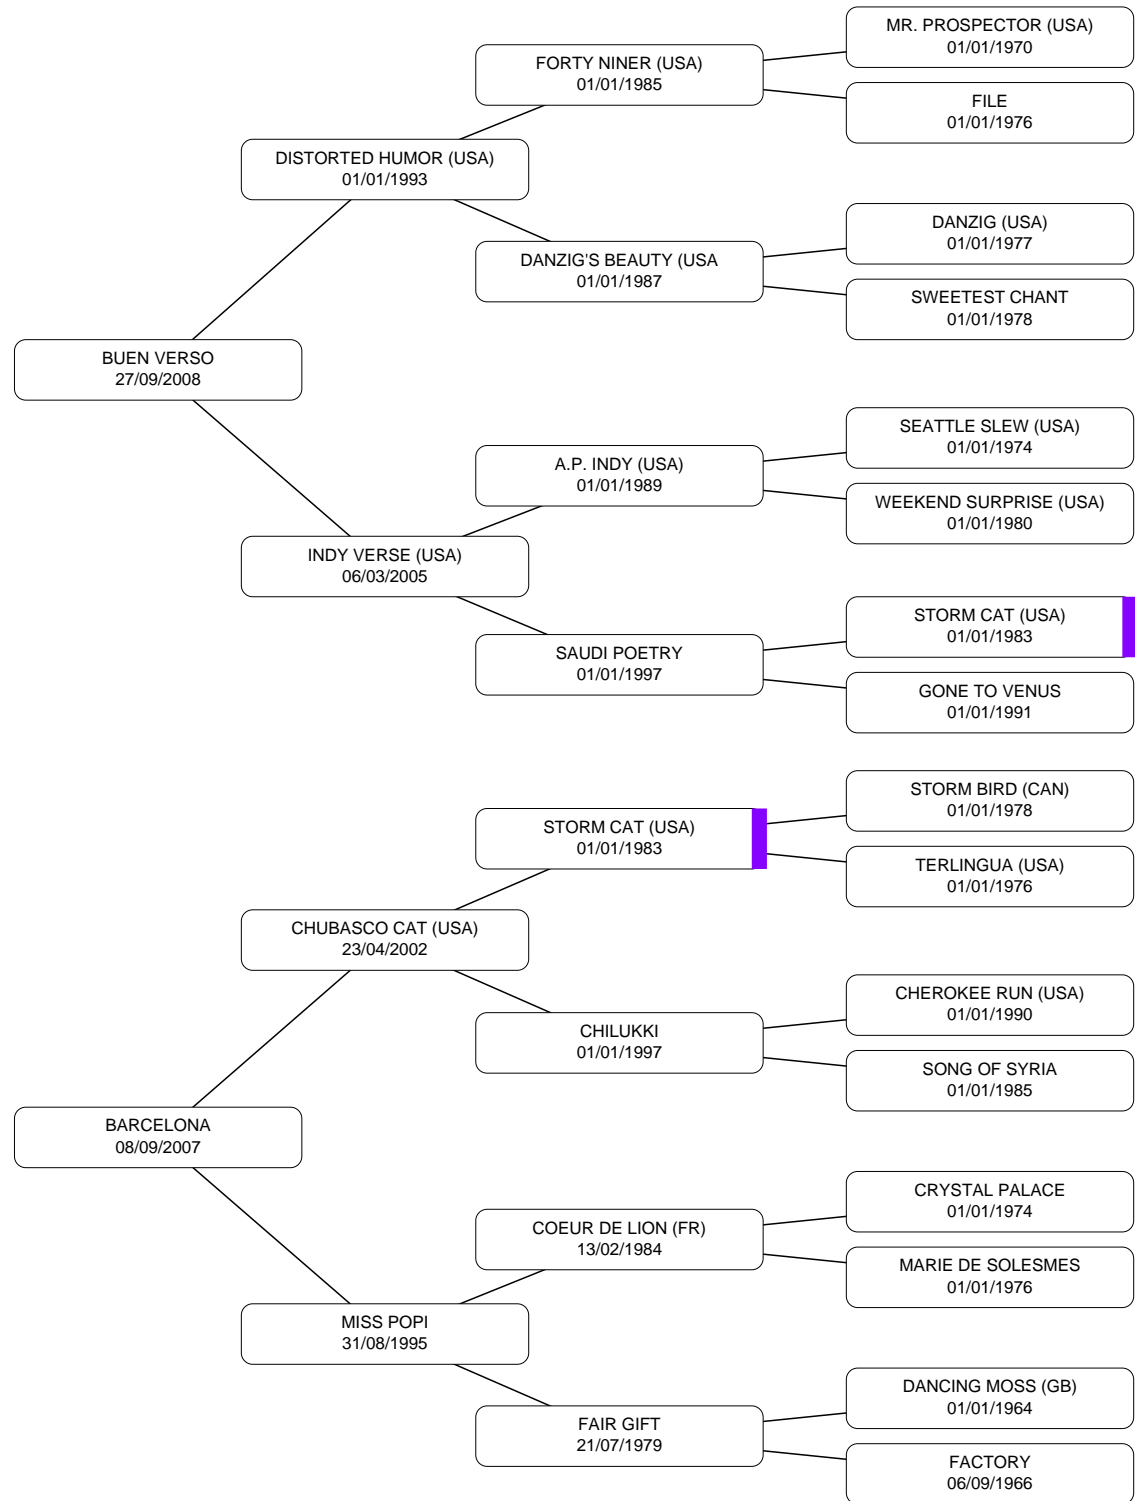 MR. PROSPECTOR (USA)
01/01/1970
FORTY NINER (USA)
01/01/1985
FILE
01/01/1976
DISTORTED HUMOR (USA)
01/01/1993
DANZIG (USA)
01/01/1977
DANZIG'S BEAUTY (USA
01/01/1987
SWEETEST CHANT
01/01/1978
BUEN VERSO
27/09/2008
SEATTLE SLEW (USA)
01/01/1974
A.P. INDY (USA)
01/01/1989
WEEKEND SURPRISE (USA)
01/01/1980
INDY VERSE (USA)
06/03/2005
STORM CAT (USA)
01/01/1983
SAUDI POETRY
01/01/1997
GONE TO VENUS
01/01/1991
STORM BIRD (CAN)
01/01/1978
STORM CAT (USA)
01/01/1983
TERLINGUA (USA)
01/01/1976
CHUBASCO CAT (USA)
23/04/2002
CHEROKEE RUN (USA)
01/01/1990
CHILUKKI
01/01/1997
SONG OF SYRIA
01/01/1985
BARCELONA
08/09/2007
CRYSTAL PALACE
01/01/1974
COEUR DE LION (FR)
13/02/1984
MARIE DE SOLESMES
01/01/1976
MISS POPI
31/08/1995
DANCING MOSS (GB)
01/01/1964
FAIR GIFT
21/07/1979
FACTORY
06/09/1966